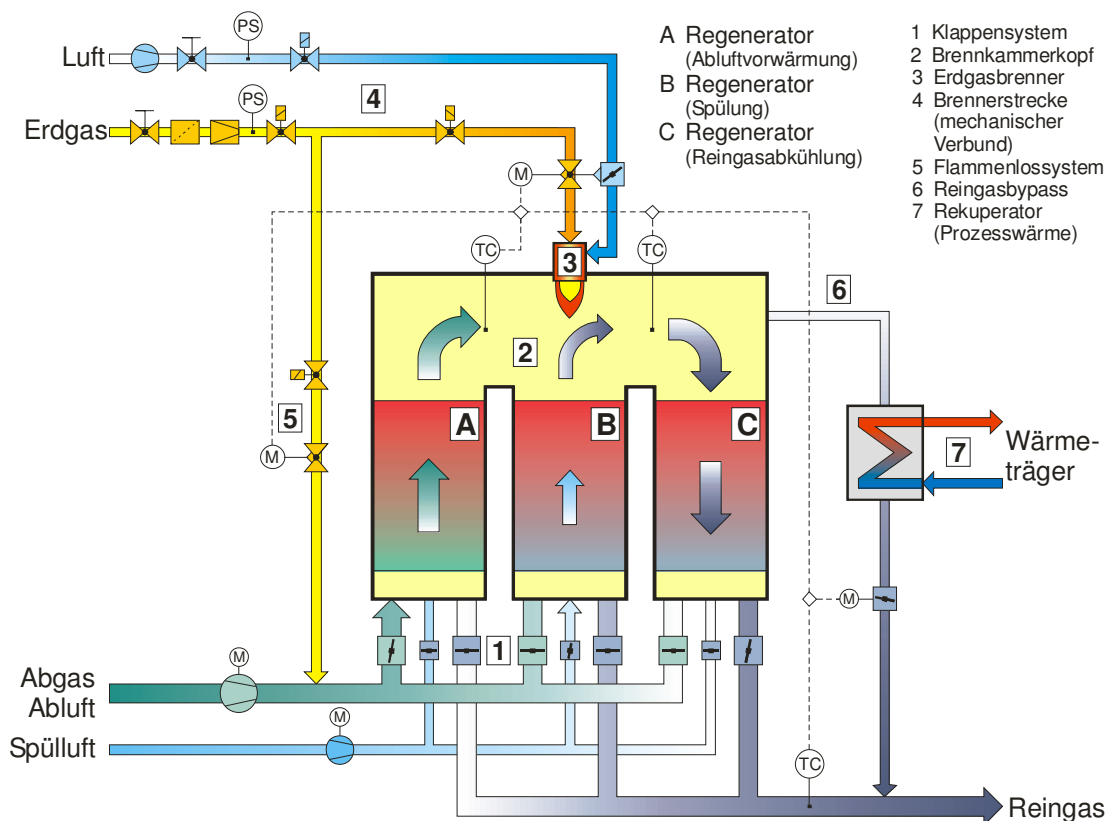 Luft
PS
Erdgas
PS
4
M
TC
3
TC
6
2
5
M
A
B
C
7
Wärme-
träger
M
1
Abgas
Abluft
M
Spülluft
M
TC
Reingas
A Regenerator
(Abluftvorwärmung)
B Regenerator
(Spülung)
C Regenerator
(Reingasabkühlung)
1 Klappensystem
2 Brennkammerkopf
3 Erdgasbrenner
4 Brennerstrecke
(mechanischer
Verbund)
5 Flammenlossystem
6 Reingasbypass
7 Rekuperator
(Prozesswärme)